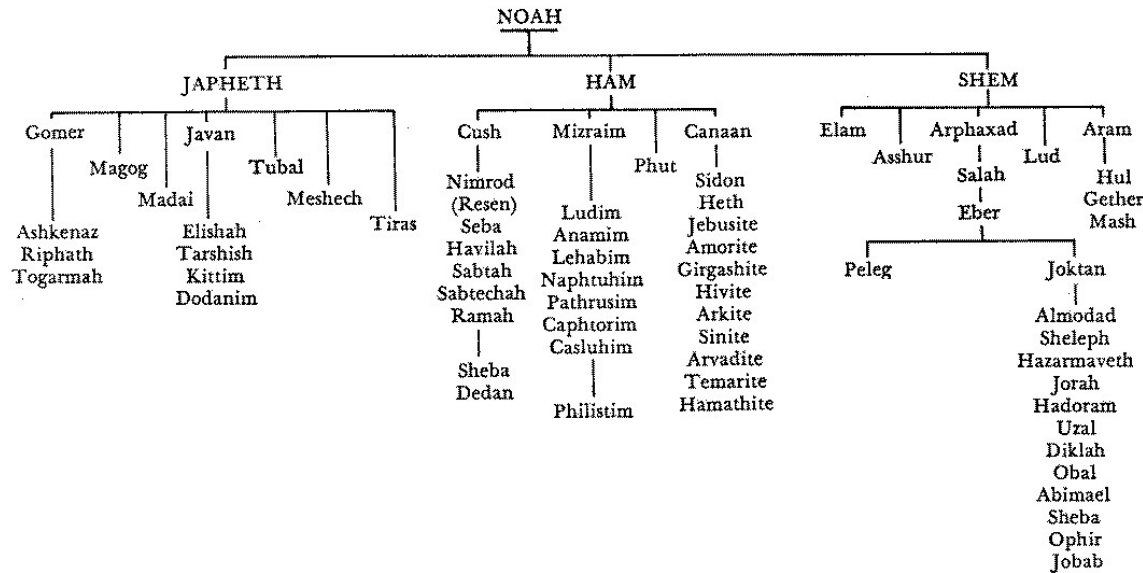 NOAH
JAPHETH
HAM
SHEM
Gomer
Magog
Madai
Javan
Tubal
Meshech
Tiras
Ashkenaz
Riphath
Togarmah
Elishah
Tarshish
Kittim
Dodanim
Cush
Mizraim
Phut
Canaan
Nimrod
(Resen)
Seba
Havilah
Sabtah
Sabtechah
Ramah
Sheba
Dedan
Ludim
Anamim
Lehabim
Naphtuhim
Pathrusim
Caphtorim
Casluhim
Philistim
Sidon
Heth
Jebusite
Amorite
Girgashite
Hivite
Arkite
Sinite
Arvadite
Temarite
Hamathite
Elam
Asshur
Arphaxad
Lud
Aram
Salah
Eber
Hul
Gether
Mash
Peleg
Joktan
Almodad
Sheleph
Hazarmaveth
Jorah
Hadoram
Uzal
Diklah
Obal
Abimael
Sheba
Ophir
Jobab